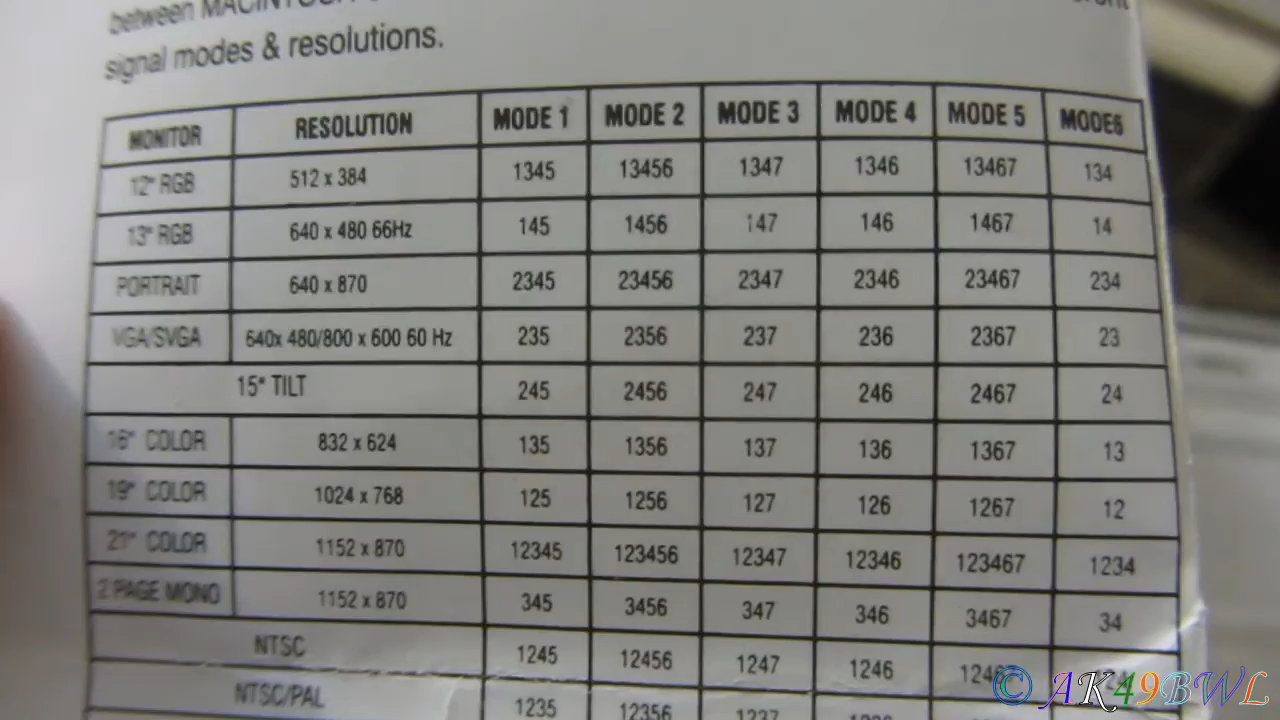 between
signal modes & resolutions.
MONITOR RESOLUTION MODE 1 MODE 2 MODE 3 MODE 4 MODE 5 MODE6
12" RGB 512 x 384 1345 13456 1347 1346 13467 134
13" RGB 640 x 480 66Hz 145 1456 147 146 1467 14
PORTRAIT 640 x 870 2345 23456 2347 2346 23467 234
VGA/SVGA 640x 480/800 x 600 60 Hz 235 2356 237 236 2367 23
15" TILT 245 2456 247 246 2467 24
16" COLOR 832 x 624 135 1356 137 136 1367 13
19" COLOR 1024 x 768 125 1256 127 126 1267 12
21" COLOR 1152 x 870 12345 123456 12347 12346 123467 1234
2 PAGE MONO 1152 x 870 345 3456 347 346 3467 34
NTSC 1245 12456 1247 1246
NTSC/PAL 1235 12356 1237
© AK49BWL